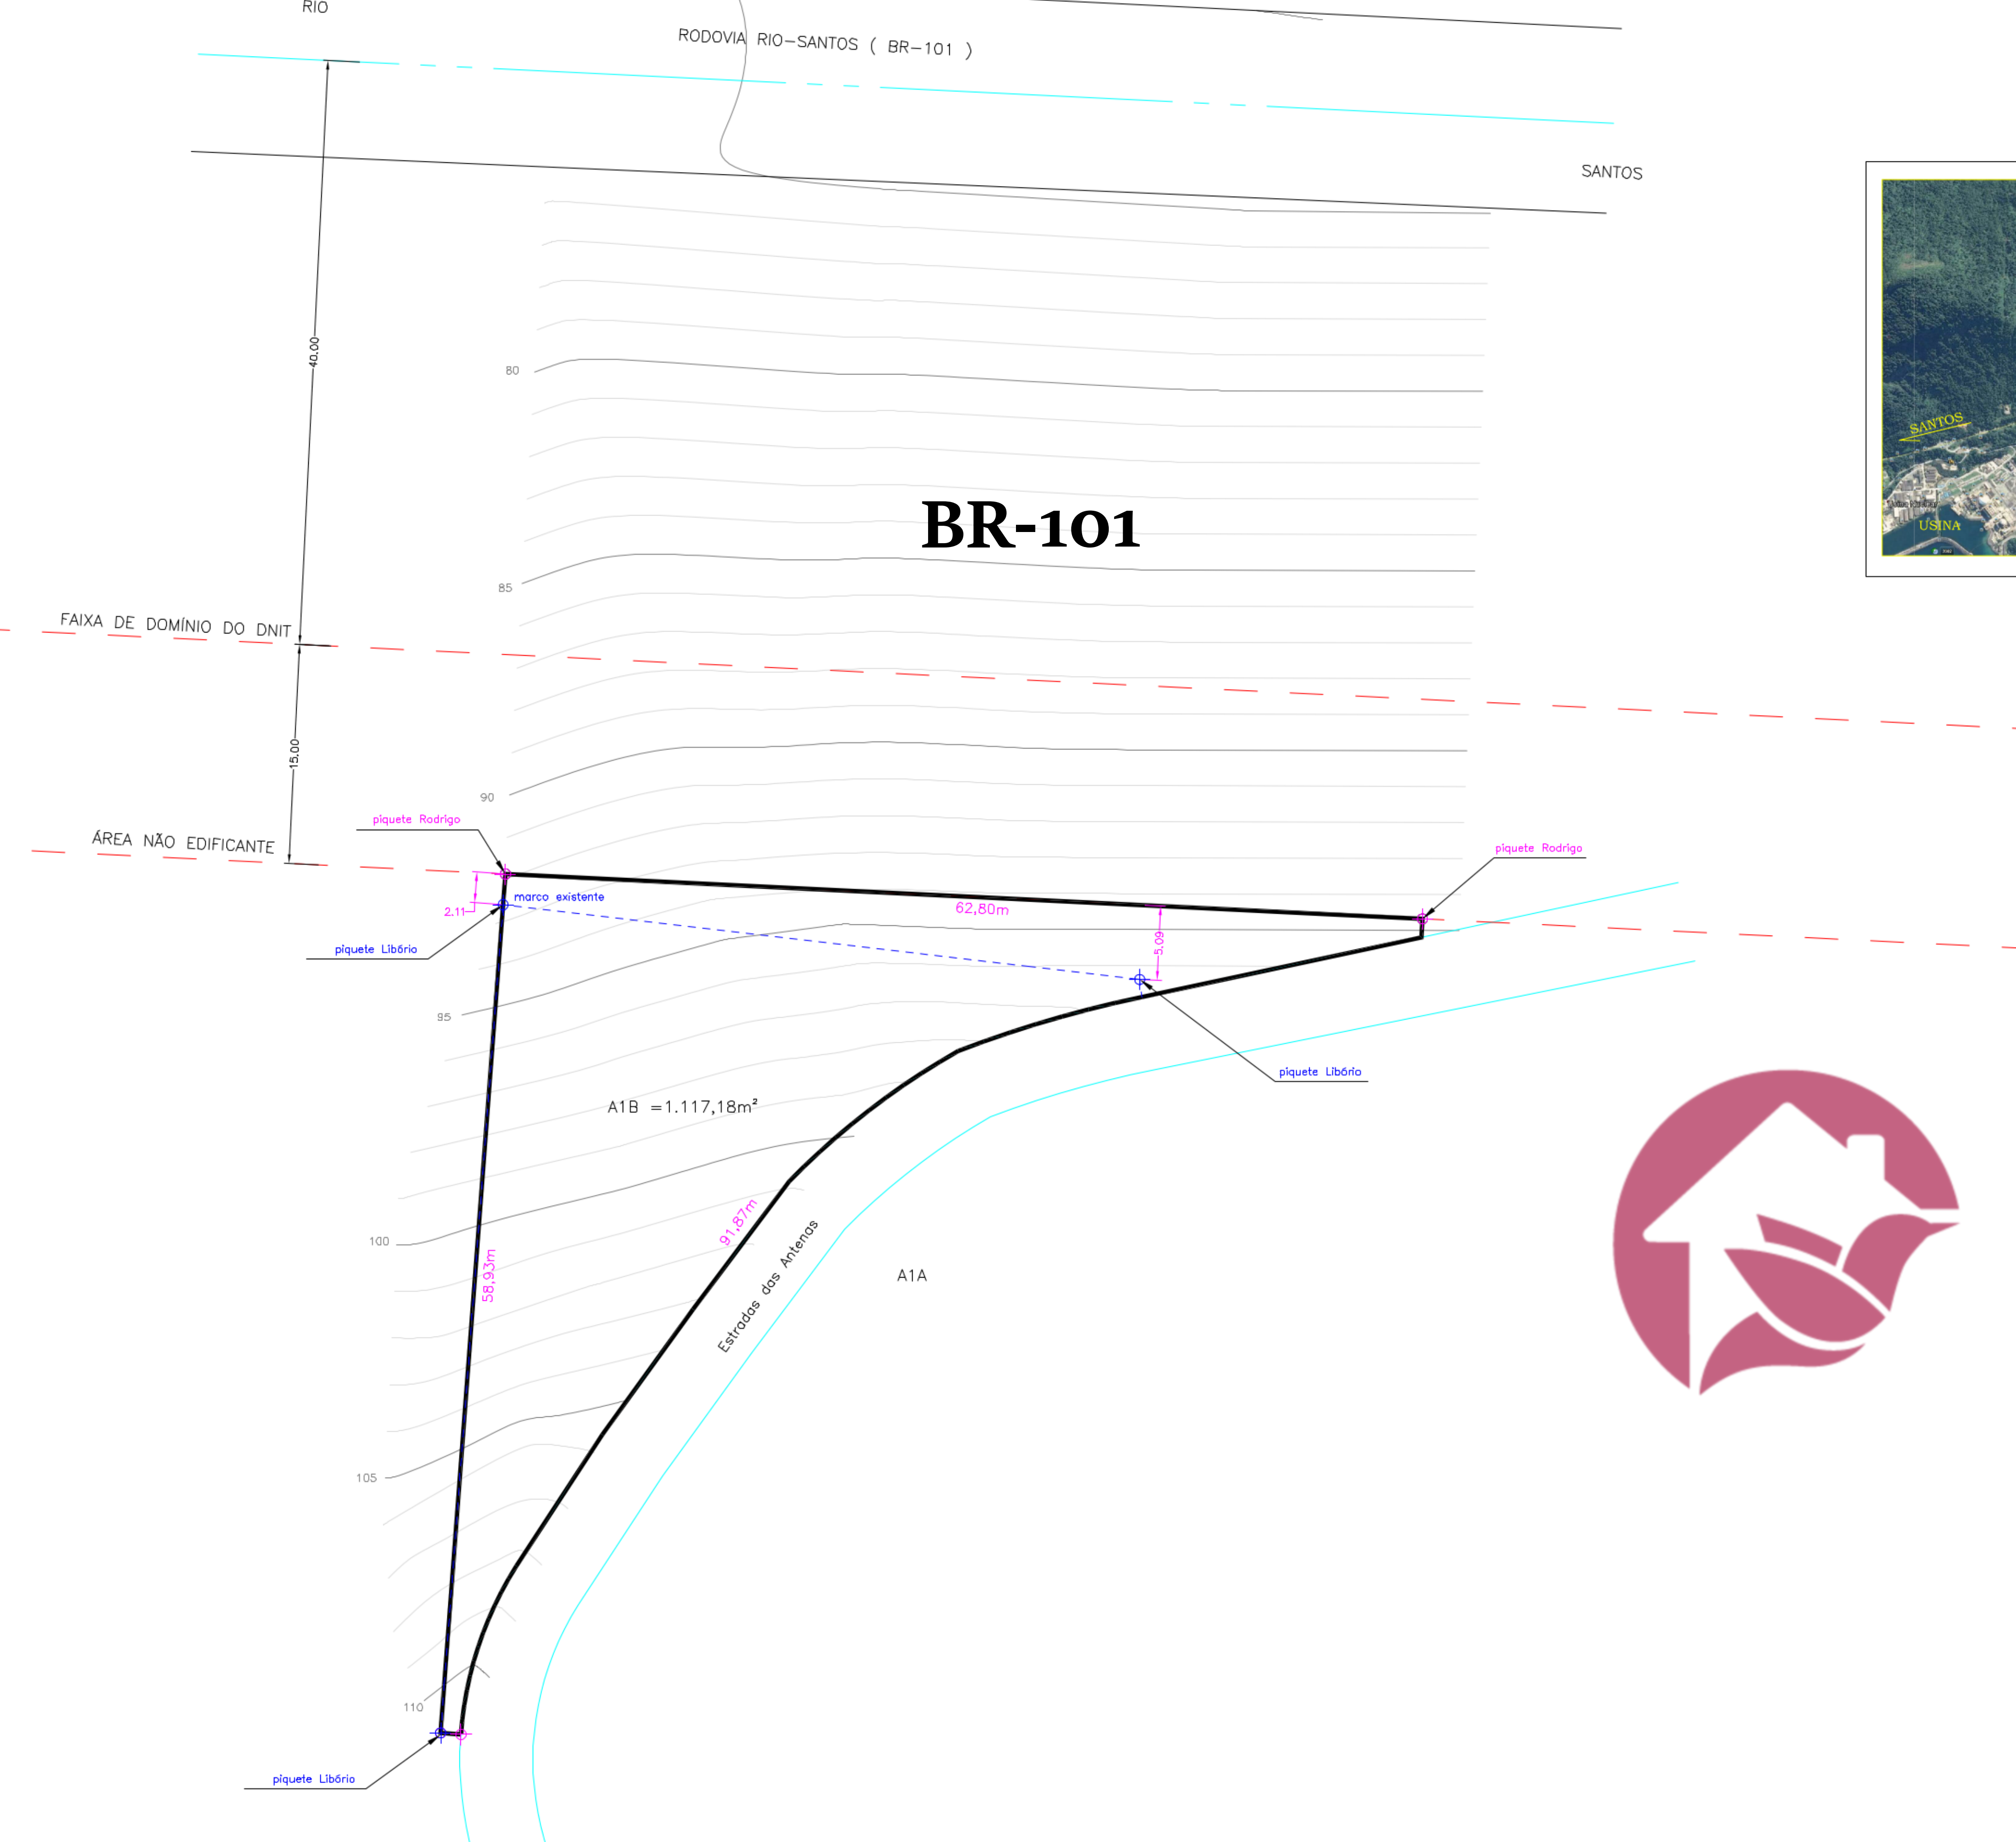 RIO
RODOVIA RIO-SANTOS ( BR-101 )
SANTOS
40.00
80
SANTOS
BR-101
USINA
85
FAIXA DE DOMÍNIO DO DNIT
15.00
90
piquete Rodrigo
ÁREA NÃO EDIFICANTE
piquete Rodrigo
marco existente
2.11
62,80m
5.09
piquete Libório
95
piquete Libório
A1B =1.117,18m²
91,87m
100
58,93m
Estradas das Antenas
A1A
105
110
piquete Libório